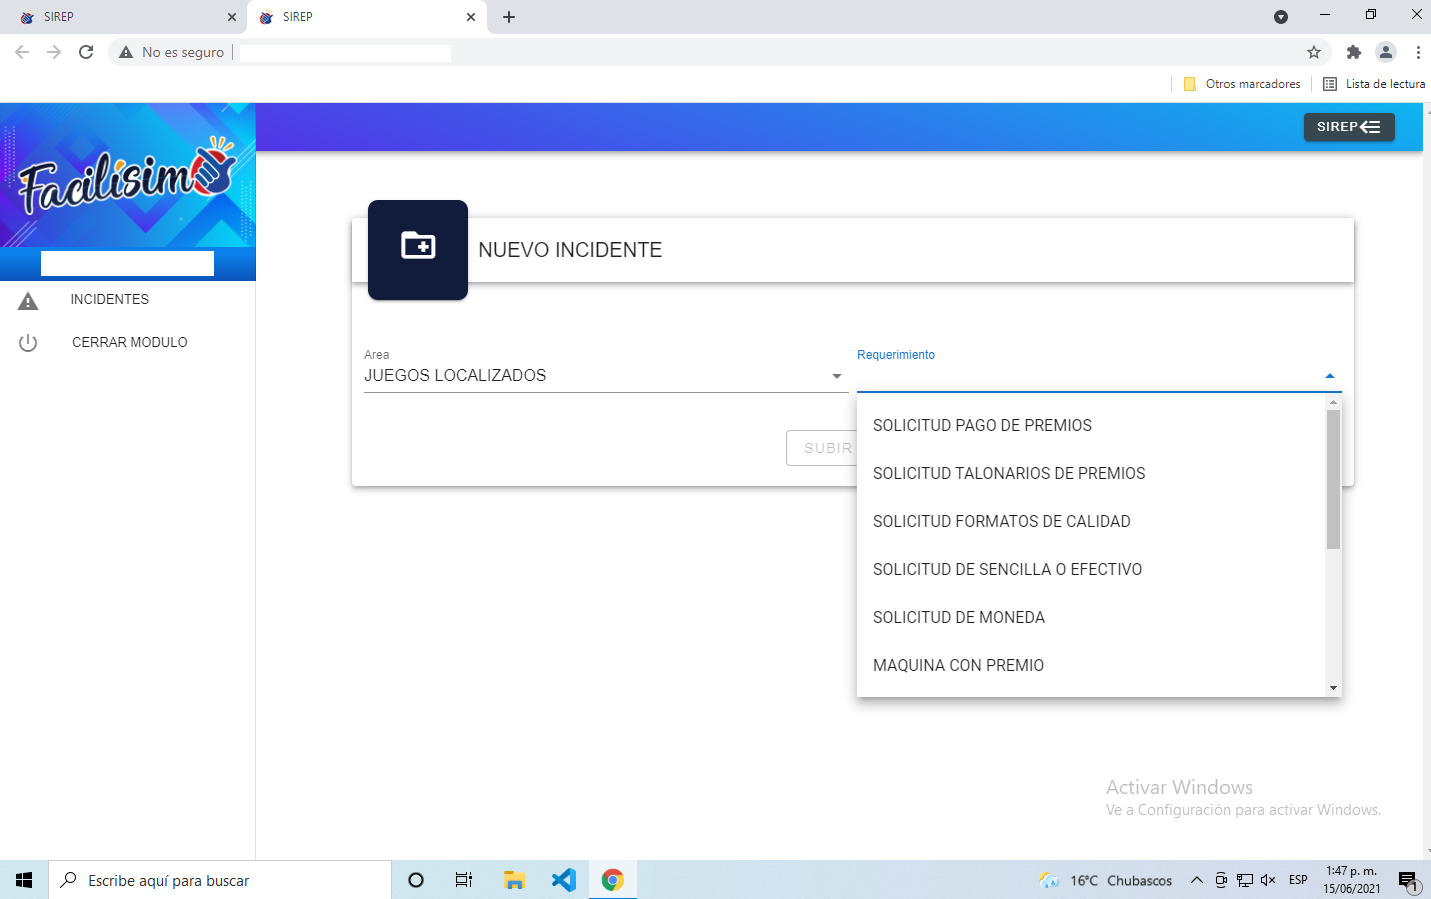 SIREP
SIREP
No es seguro
Otros marcadores
Lista de lectura
Facilísimo
SIREP
NUEVO INCIDENTE
INCIDENTES
CERRAR MODULO
Area
JUEGOS LOCALIZADOS
Requerimiento
SUBIR
SOLICITUD PAGO DE PREMIOS
SOLICITUD TALONARIOS DE PREMIOS
SOLICITUD FORMATOS DE CALIDAD
SOLICITUD DE SENCILLA O EFECTIVO
SOLICITUD DE MONEDA
MAQUINA CON PREMIO
Activar Windows
Ve a Configuración para activar Windows.
Escribe aquí para buscar
16°C Chubascos
ESP
1:47 p. m.
15/06/2021
1